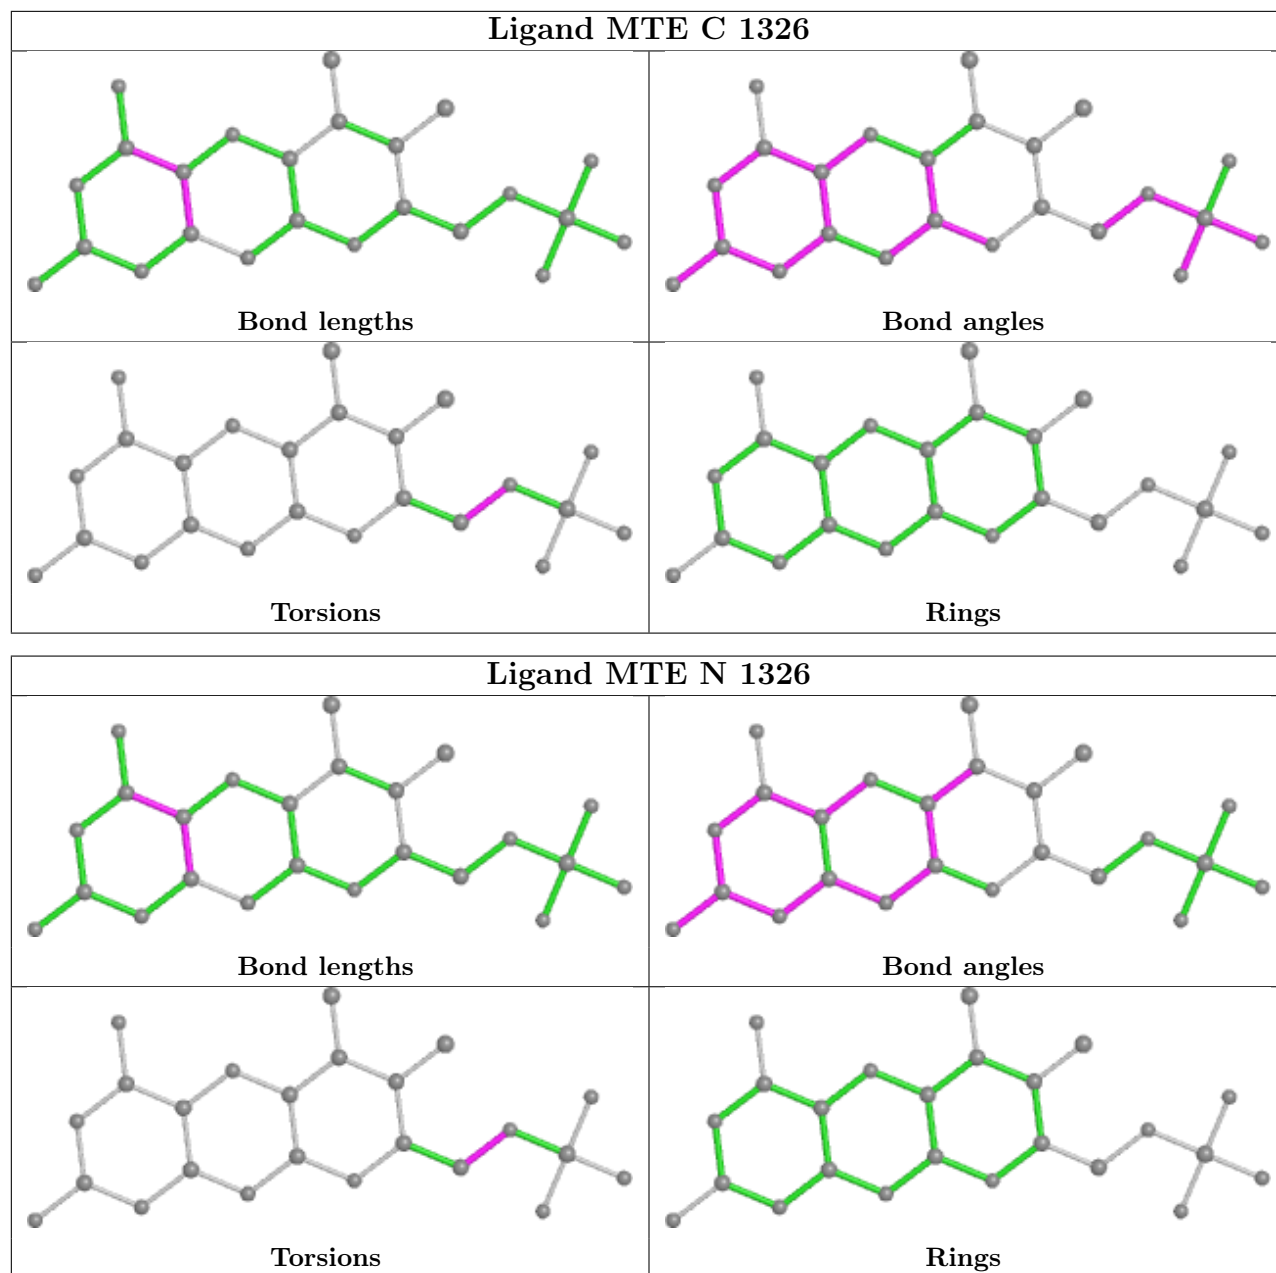 Ligand MTE C 1326
Bond lengths
Bond angles
Torsions
Rings
Ligand MTE N 1326
Bond lengths
Bond angles
Torsions
Rings